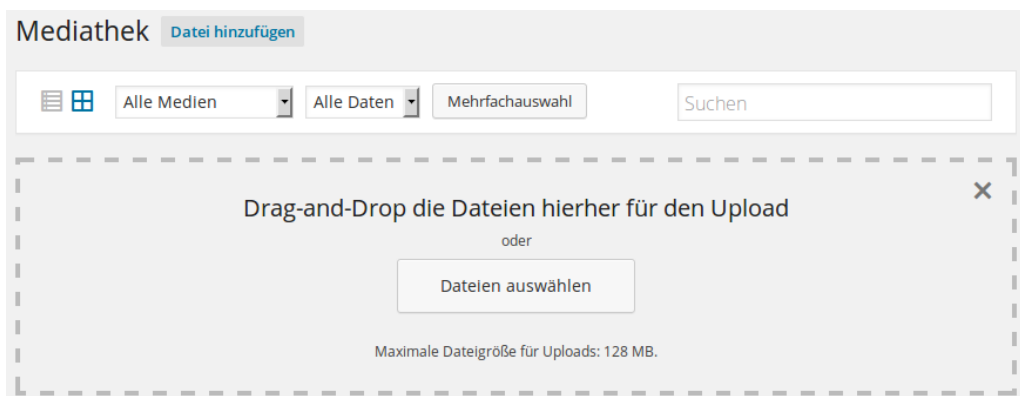 Mediathek Datei hinzufügen
Alle Medien Alle Daten Mehrfachauswahl Suchen
Drag-and-Drop die Dateien hierher für den Upload
oder
Dateien auswählen
Maximale Dateigröße für Uploads: 128 MB.